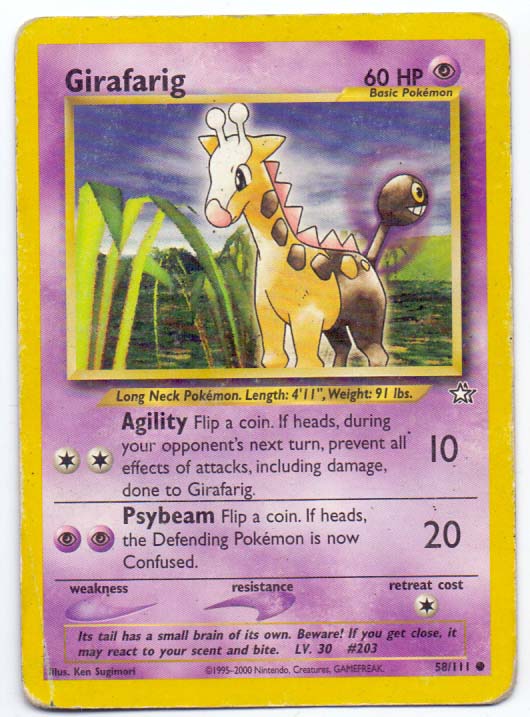 Girafarig
60 HP
Basic Pokémon
Long Neck Pokémon. Length: 4'11", Weight: 91 lbs.
Agility Flip a coin. If heads, during
your opponent's next turn, prevent all
effects of attacks, including damage,
done to Girafarig.
10
Psybeam Flip a coin. If heads,
the Defending Pokémon is now
Confused.
20
weakness
resistance
retreat cost
Its tail has a small brain of its own. Beware! If you get close, it
may react to your scent and bite. LV. 30 #203
Illus. Ken Sugimori
©1995-2000 Nintendo, Creatures, GAMEFREAK.
58/111